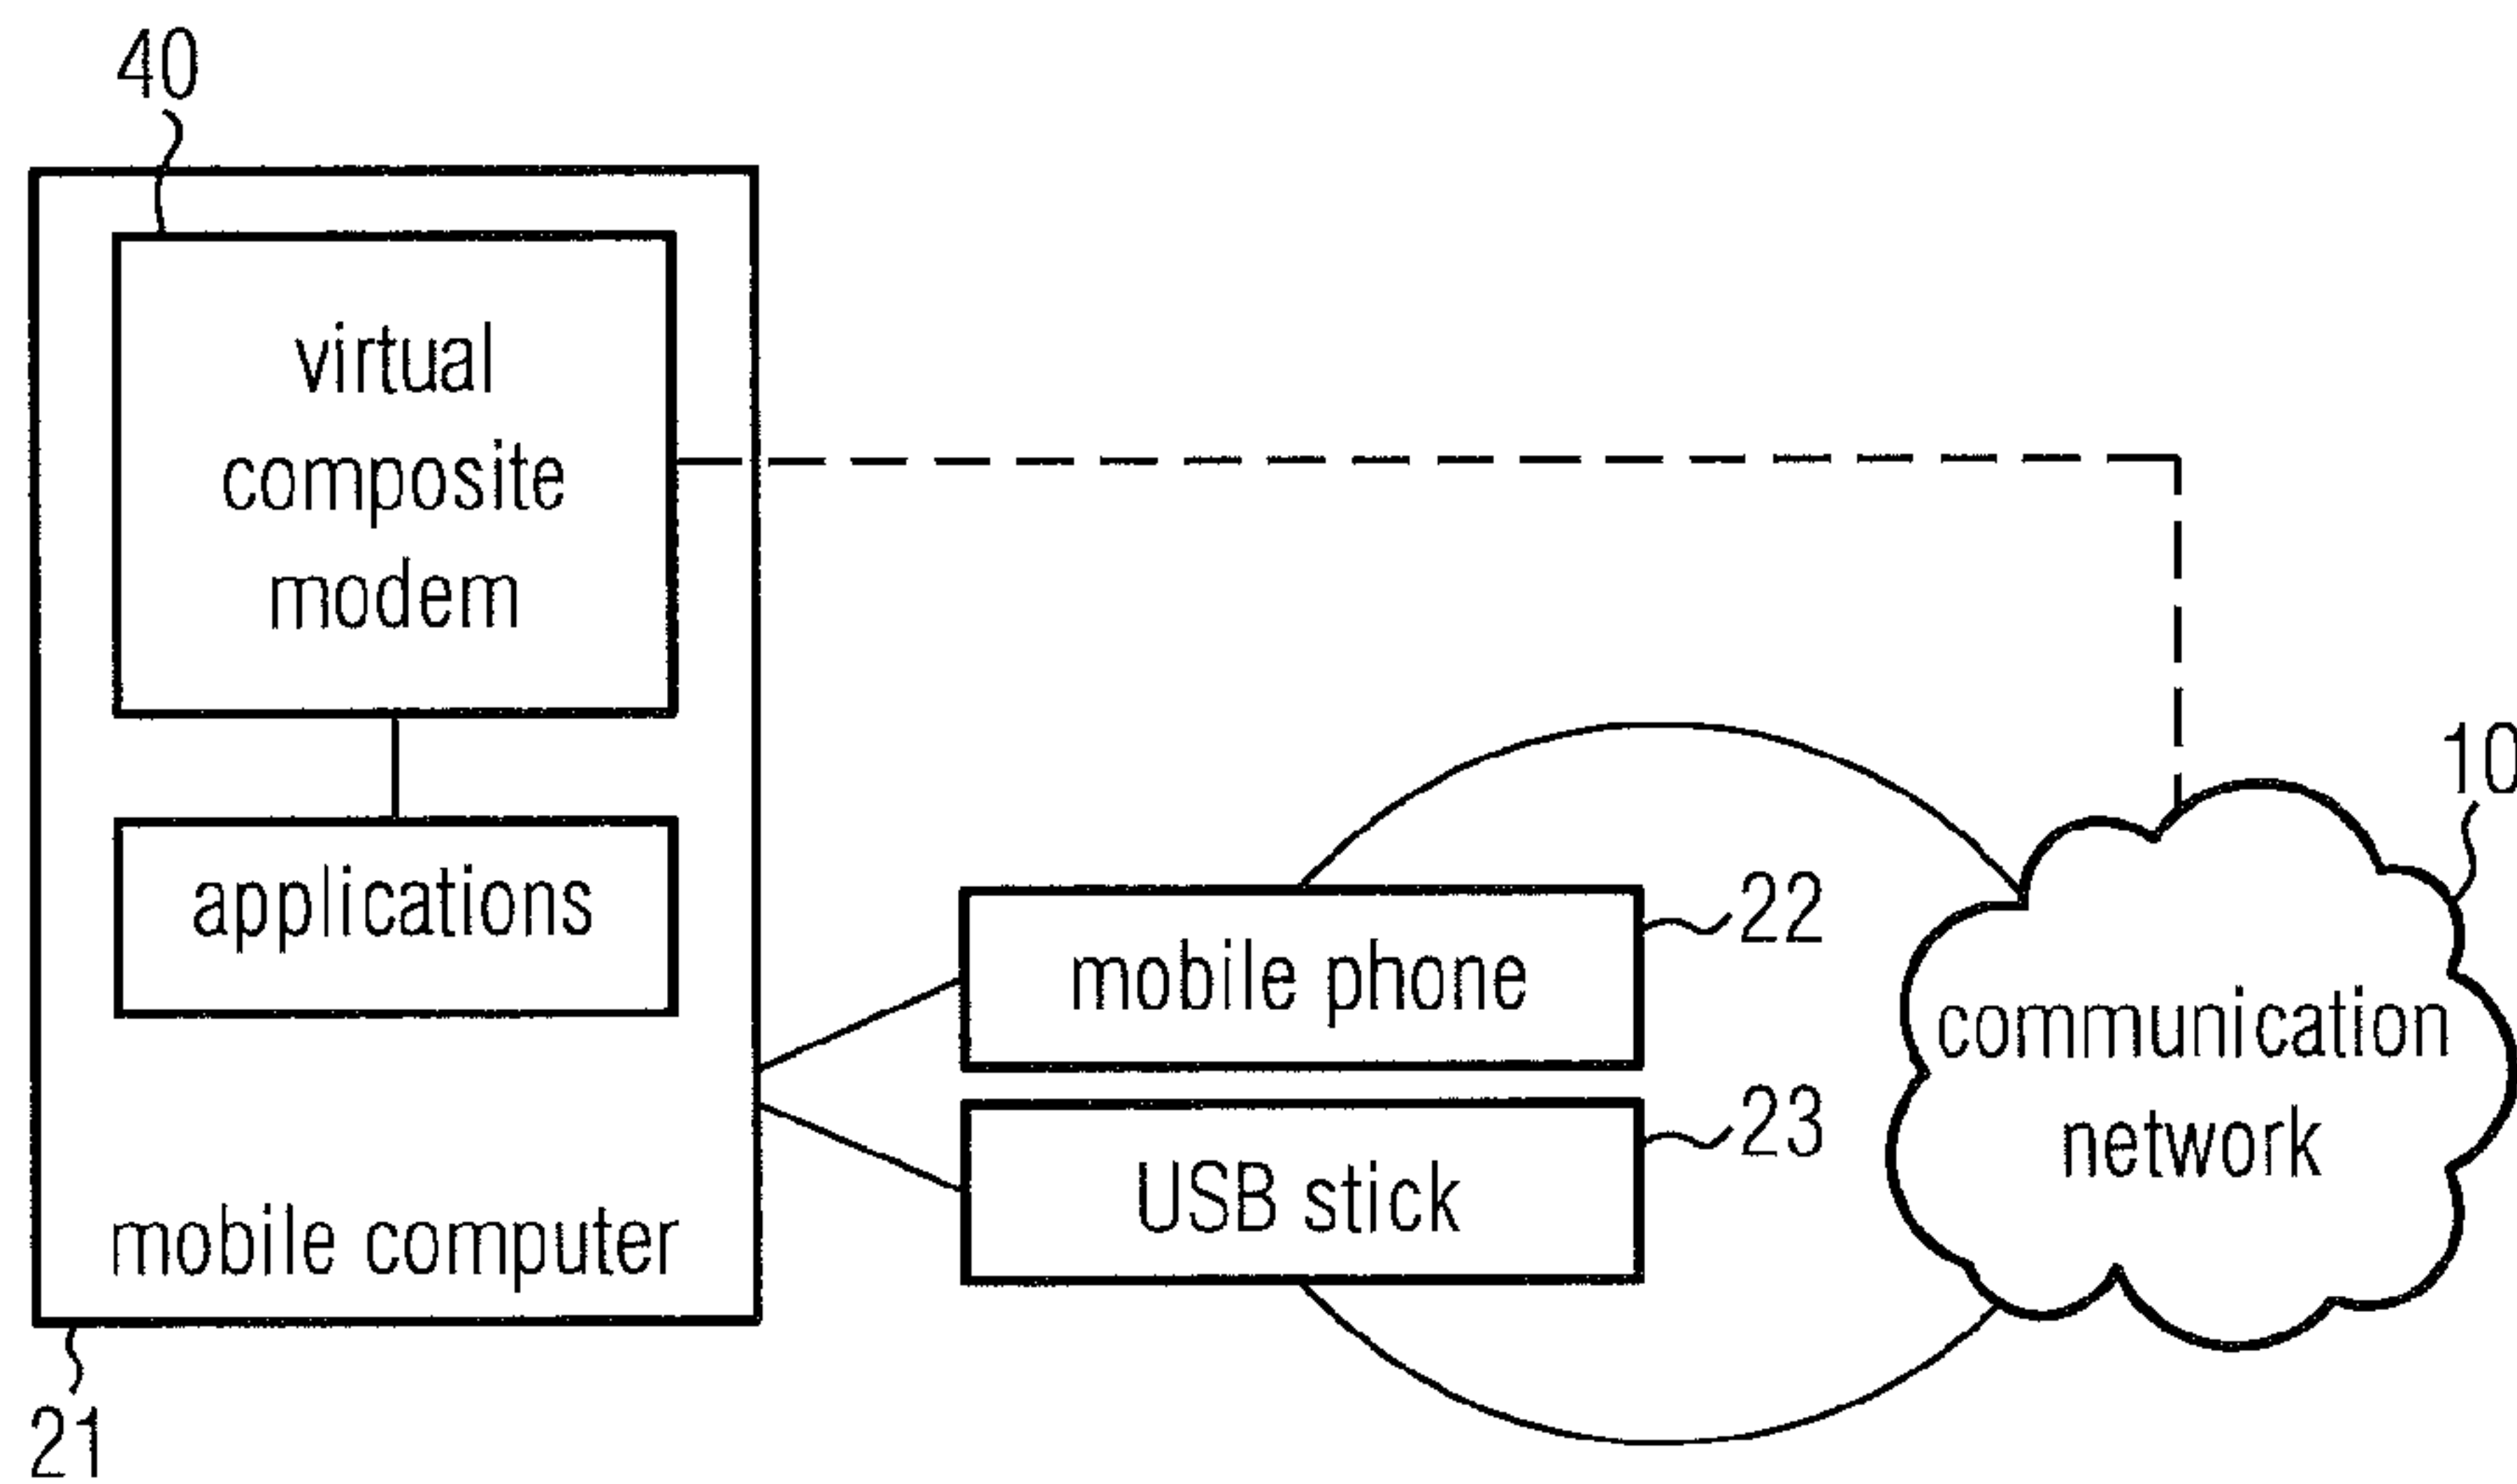 40
virtual
composite
modem
applications
mobile computer
21
mobile phone
22
USB stick
23
10
communication
network